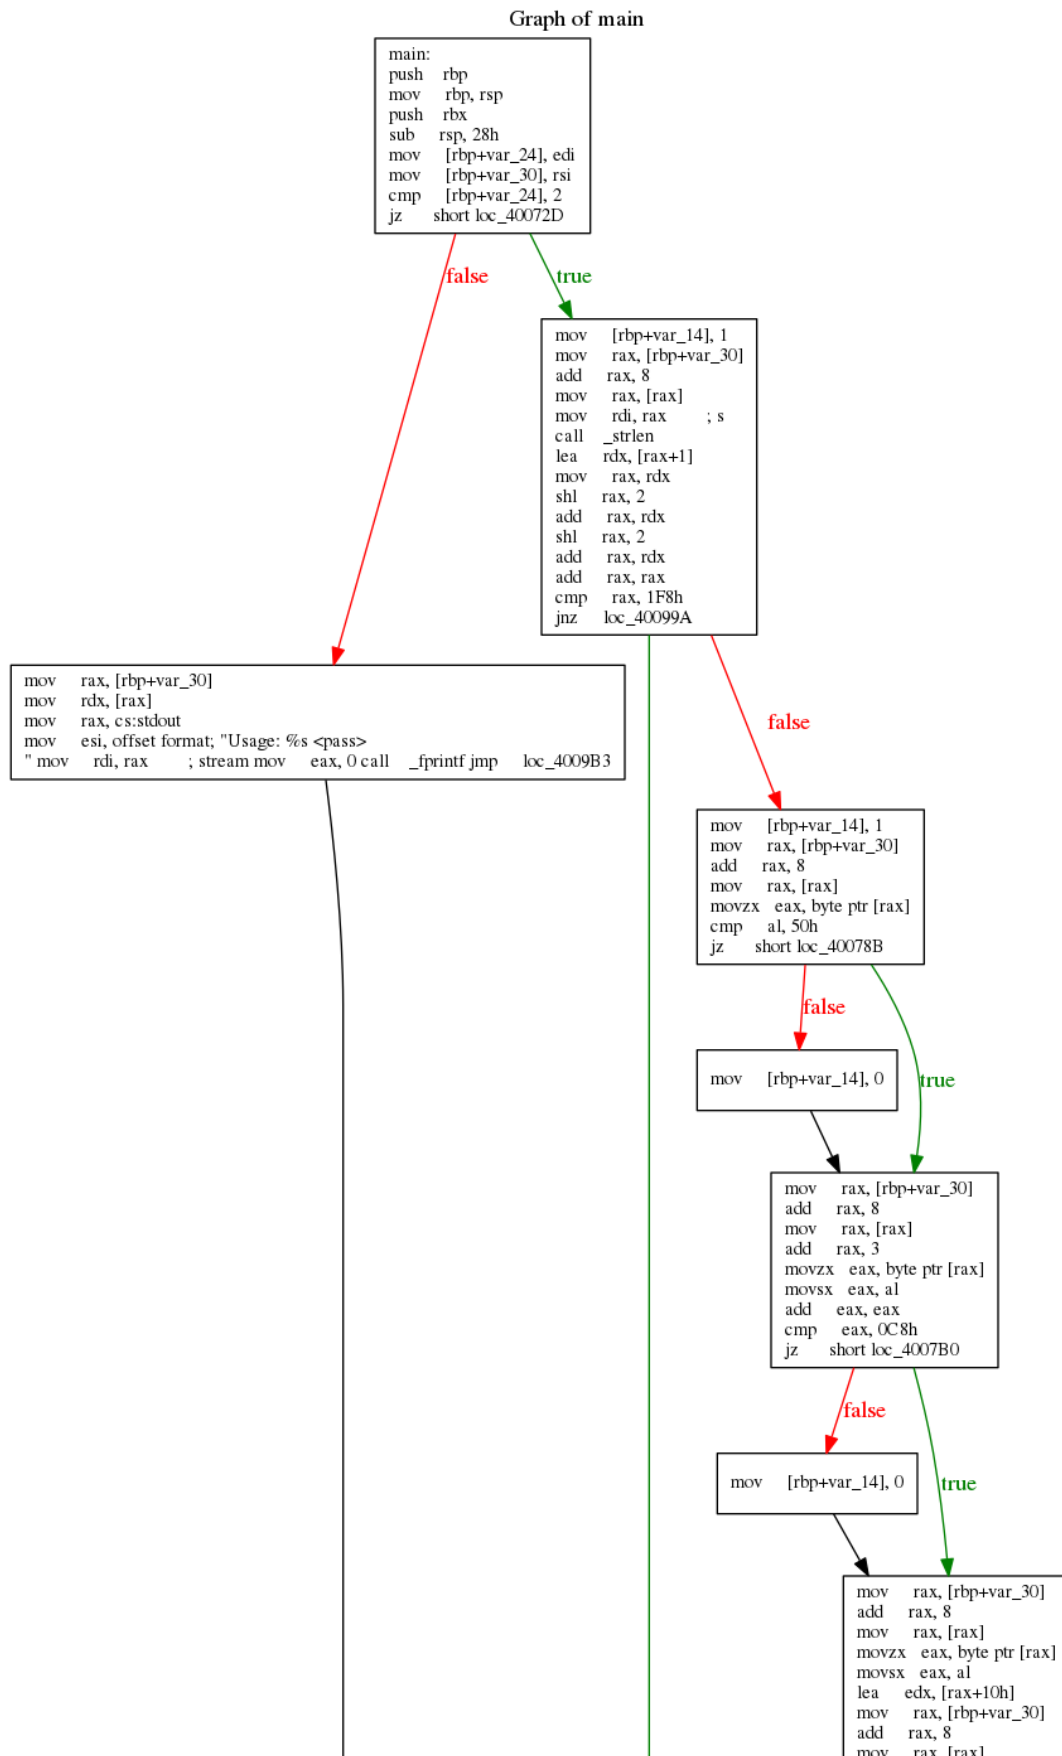 Graph of main
main:
push rbp
mov rbp, rsp
push rbx
sub rsp, 28h
mov [rbp+var_24], edi
mov [rbp+var_30], rsi
cmp [rbp+var_24], 2
jz short loc_40072D
false
true
mov [rbp+var_14], 1
mov rax, [rbp+var_30]
add rax, 8
mov rax, [rax]
mov rdi, rax ; s
call _strlen
lea rdx, [rax+1]
mov rax, rdx
shl rax, 2
add rax, rdx
shl rax, 2
add rax, rdx
add rax, rax
cmp rax, 1F8h
jnz loc_40099A
mov rax, [rbp+var_30]
mov rdx, [rax]
mov rax, cs:stdout
mov esi, offset format; "Usage: %s <pass>
" mov rdi, rax ; stream mov eax, 0 call _fprintf jmp loc_4009B3
false
mov [rbp+var_14], 1
mov rax, [rbp+var_30]
add rax, 8
mov rax, [rax]
movzx eax, byte ptr [rax]
cmp al, 50h
jz short loc_40078B
false
true
mov [rbp+var_14], 0
mov rax, [rbp+var_30]
add rax, 8
mov rax, [rax]
add rax, 3
movzx eax, byte ptr [rax]
movsx eax, al
add eax, eax
cmp eax, 0C8h
jz short loc_4007B0
false
true
mov [rbp+var_14], 0
mov rax, [rbp+var_30]
add rax, 8
mov rax, [rax]
movzx eax, byte ptr [rax]
movsx eax, al
lea edx, [rax+10h]
mov rax, [rbp+var_30]
add rax, 8
mov rax, [rax]